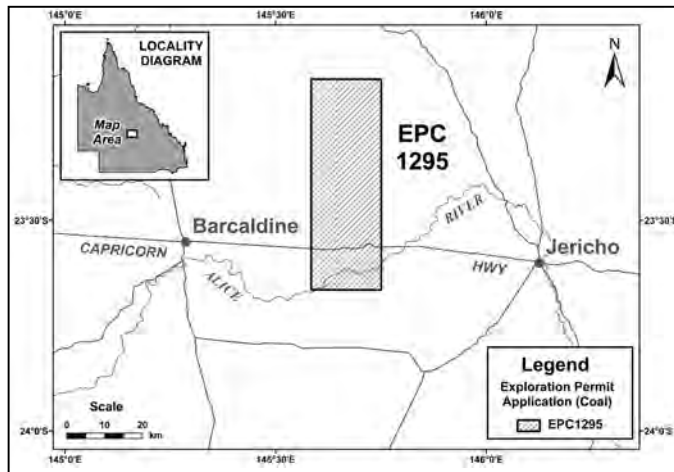 145°0'E
145°30'E
146°0'E
LOCALITY
DIAGRAM
Map
Area
N
EPC
1295
23°30'S
23°30'S
Barcaldine
RIVER
Jericho
CAPRICORN
HWY
ALICE
Legend
Exploration Permit
Application (Coal)
EPC1295
Scale
0 10 20
km
24°0'S
24°0'S
145°0'E
145°30'E
146°0'E